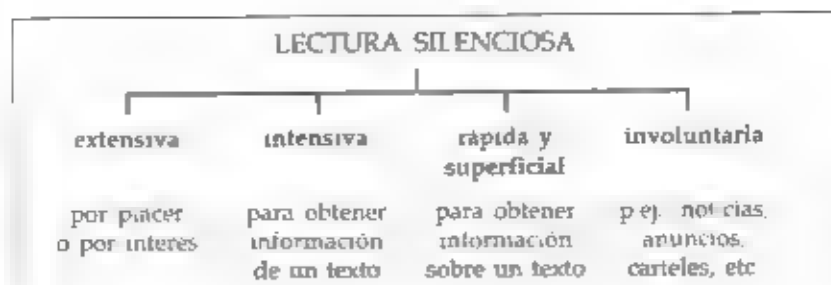 LECTURA SILENCIOSA
extensiva intensiva rápida y involuntaria
superficial
por placer para obtener para obtener p ej. noticias,
o por interés información información anuncios,
de un texto sobre un texto carteles, etc